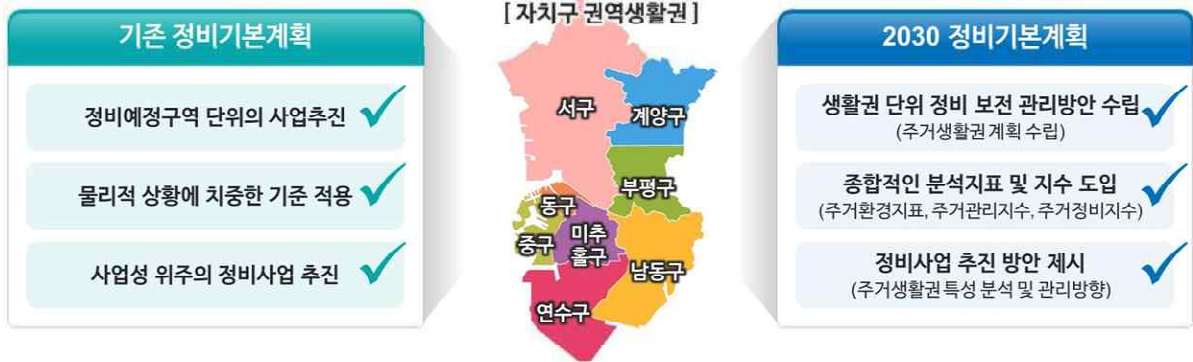 기존 정비기본계획
정비예정구역 단위의 사업추진
물리적 상황에 치중한 기준 적용
사업성 위주의 정비사업 추진
[ 자치구 권역생활권 ]
서구
계양구
부평구
동구
중구
미추
홀구
남동구
연수구
2030 정비기본계획
생활권 단위 정비 보전 관리방안 수립
(주거생활권 계획 수립)
종합적인 분석지표 및 지수 도입
(주거환경지표, 주거관리지수, 주거정비지수)
정비사업 추진 방안 제시
(주거생활권 특성 분석 및 관리방향)